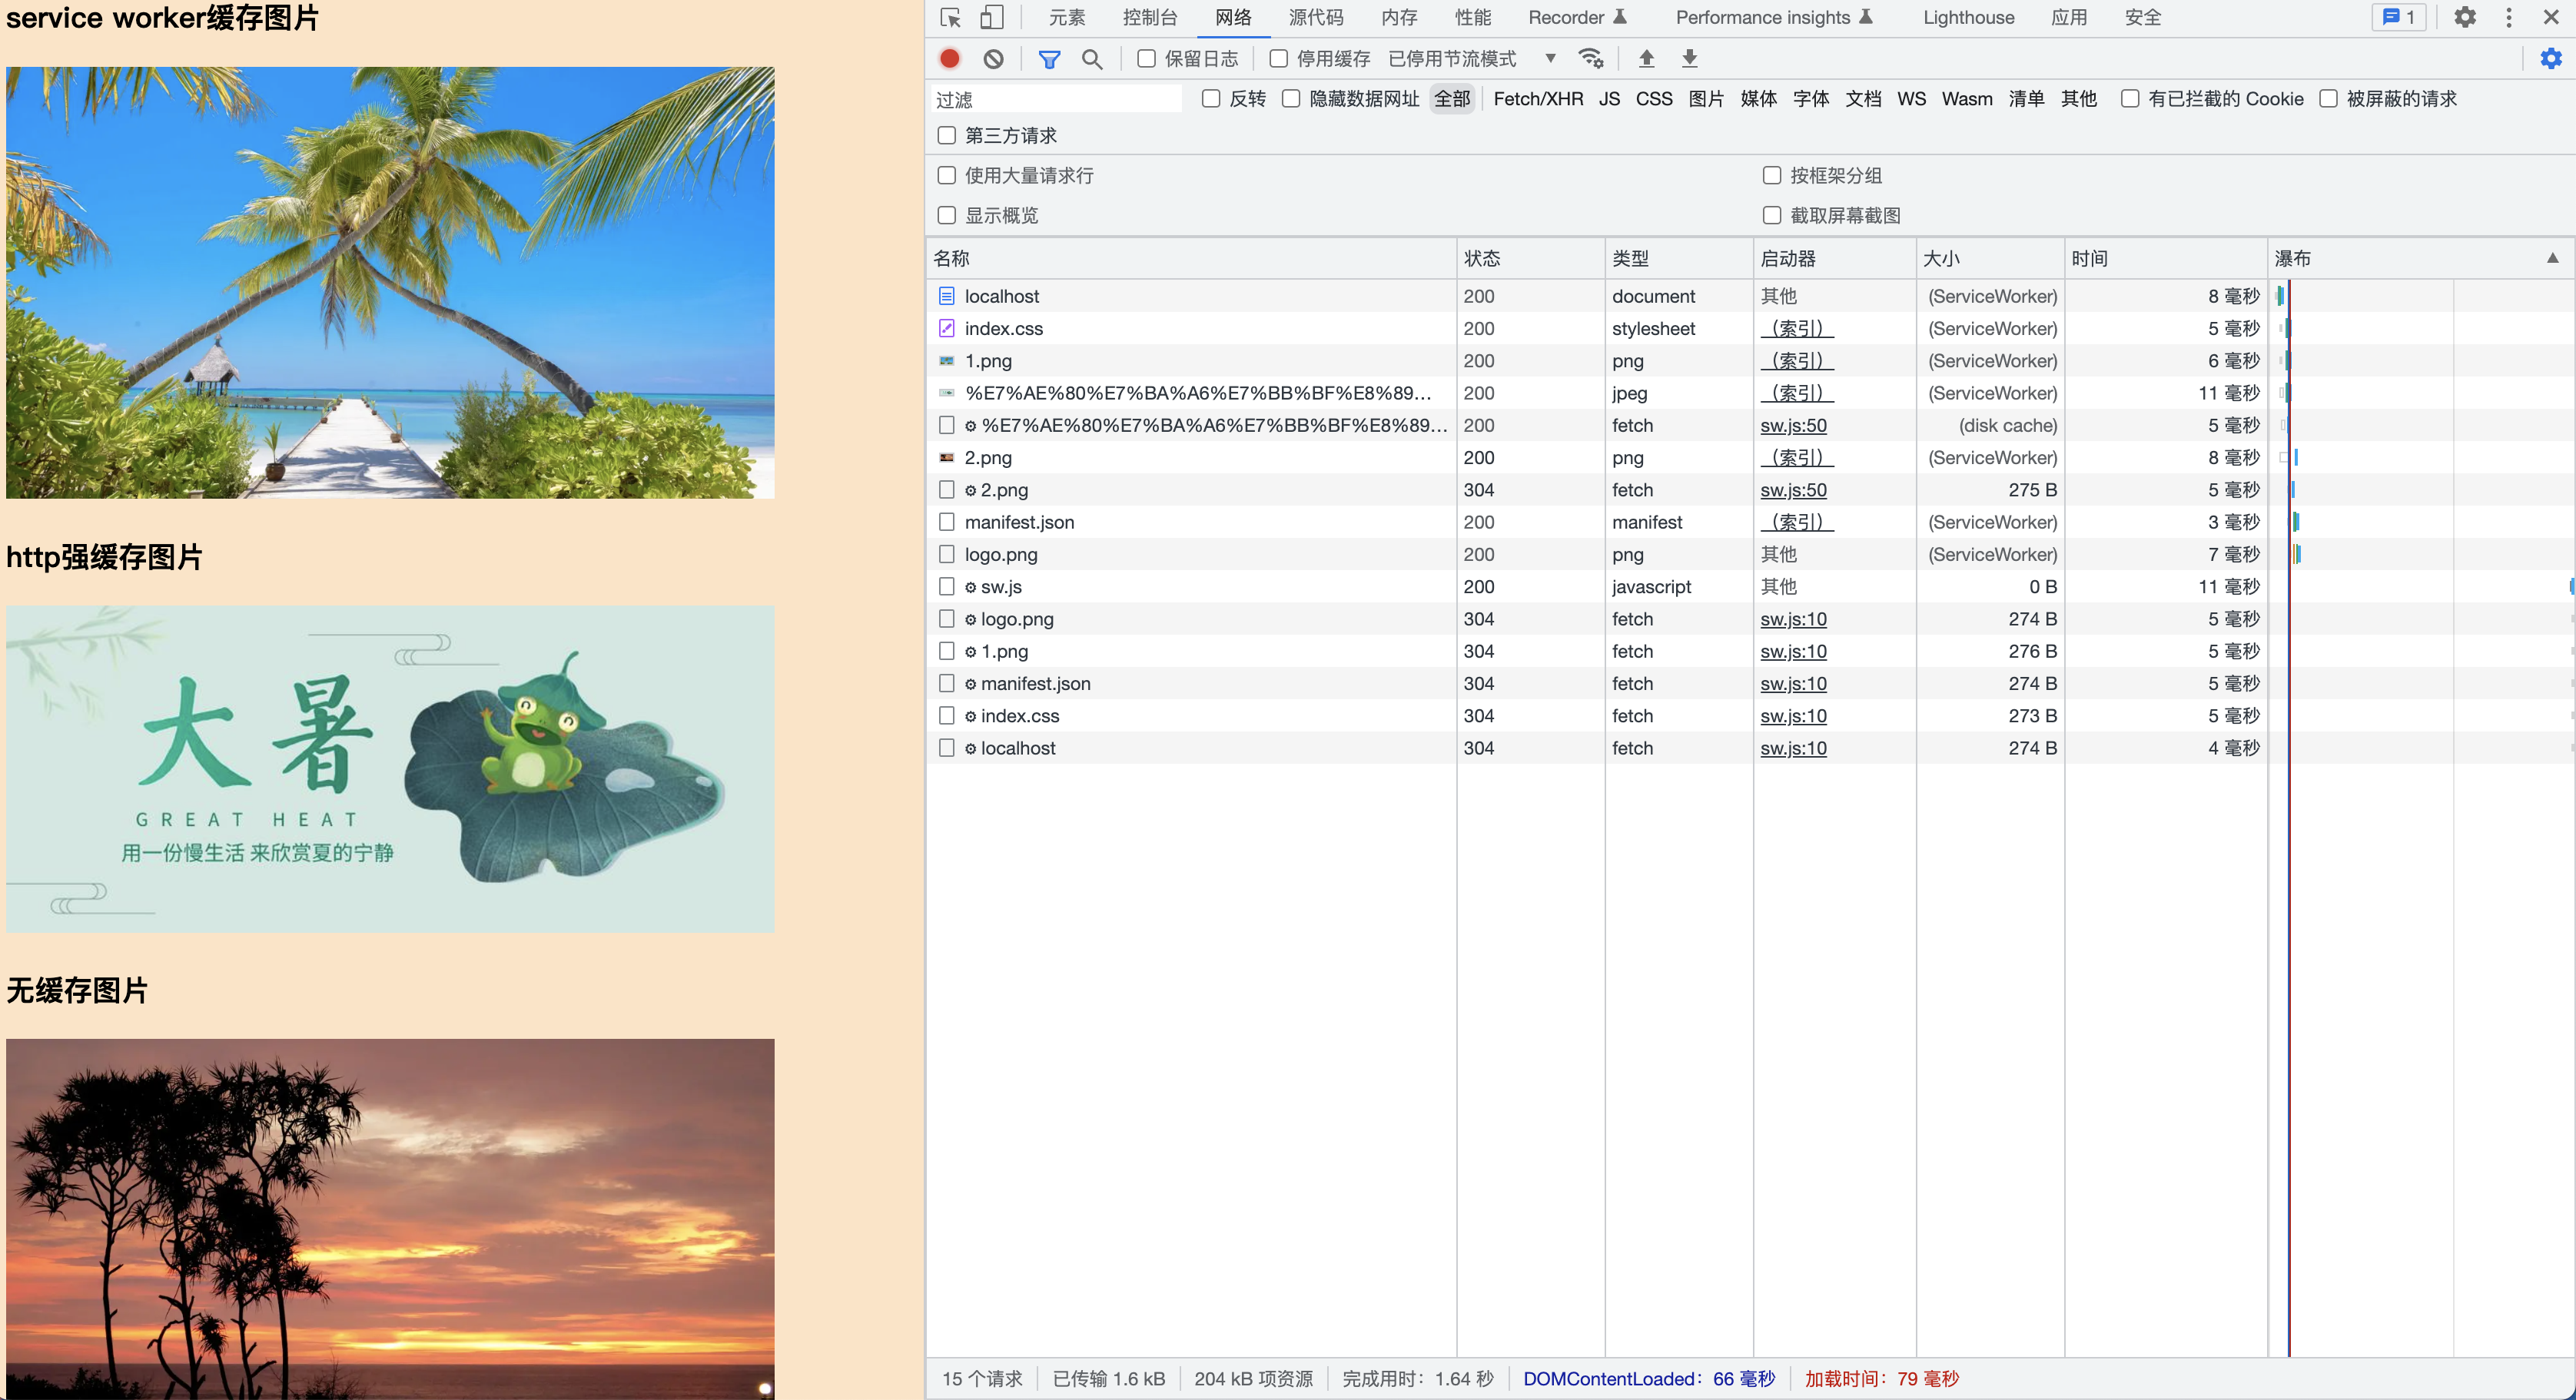 service worker缓存图片
http强缓存图片
大暑
GREAT HEAT
用一份慢生活 来欣赏夏的宁静
无缓存图片
元素 控制台 网络 源代码 内存 性能 Recorder Performance insights Lighthouse 应用 安全 1
保留日志 停用缓存 已停用节流模式
过滤 反转 隐藏数据网址 全部 Fetch/XHR JS CSS 图片 媒体 字体 文档 WS Wasm 清单 其他 有已拦截的 Cookie 被屏蔽的请求
第三方请求
使用大量请求行 按框架分组
显示概览 截取屏幕截图
名称 状态 类型 启动器 大小 时间 瀑布
localhost 200 document 其他 (ServiceWorker) 8 毫秒
index.css 200 stylesheet （索引） (ServiceWorker) 5 毫秒
1.png 200 png （索引） (ServiceWorker) 6 毫秒
%E7%AE%80%E7%BA%A6%E7%BB%BF%E8%89... 200 jpeg （索引） (ServiceWorker) 11 毫秒
%E7%AE%80%E7%BA%A6%E7%BB%BF%E8%89... 200 fetch sw.js:50 (disk cache) 5 毫秒
2.png 200 png （索引） (ServiceWorker) 8 毫秒
2.png 304 fetch sw.js:50 275 B 5 毫秒
manifest.json 200 manifest （索引） (ServiceWorker) 3 毫秒
logo.png 200 png 其他 (ServiceWorker) 7 毫秒
sw.js 200 javascript 其他 0 B 11 毫秒
logo.png 304 fetch sw.js:10 274 B 5 毫秒
1.png 304 fetch sw.js:10 276 B 5 毫秒
manifest.json 304 fetch sw.js:10 274 B 5 毫秒
index.css 304 fetch sw.js:10 273 B 5 毫秒
localhost 304 fetch sw.js:10 274 B 4 毫秒
15 个请求 已传输 1.6 kB 204 kB 项资源 完成用时：1.64 秒 DOMContentLoaded：66 毫秒 加载时间：79 毫秒